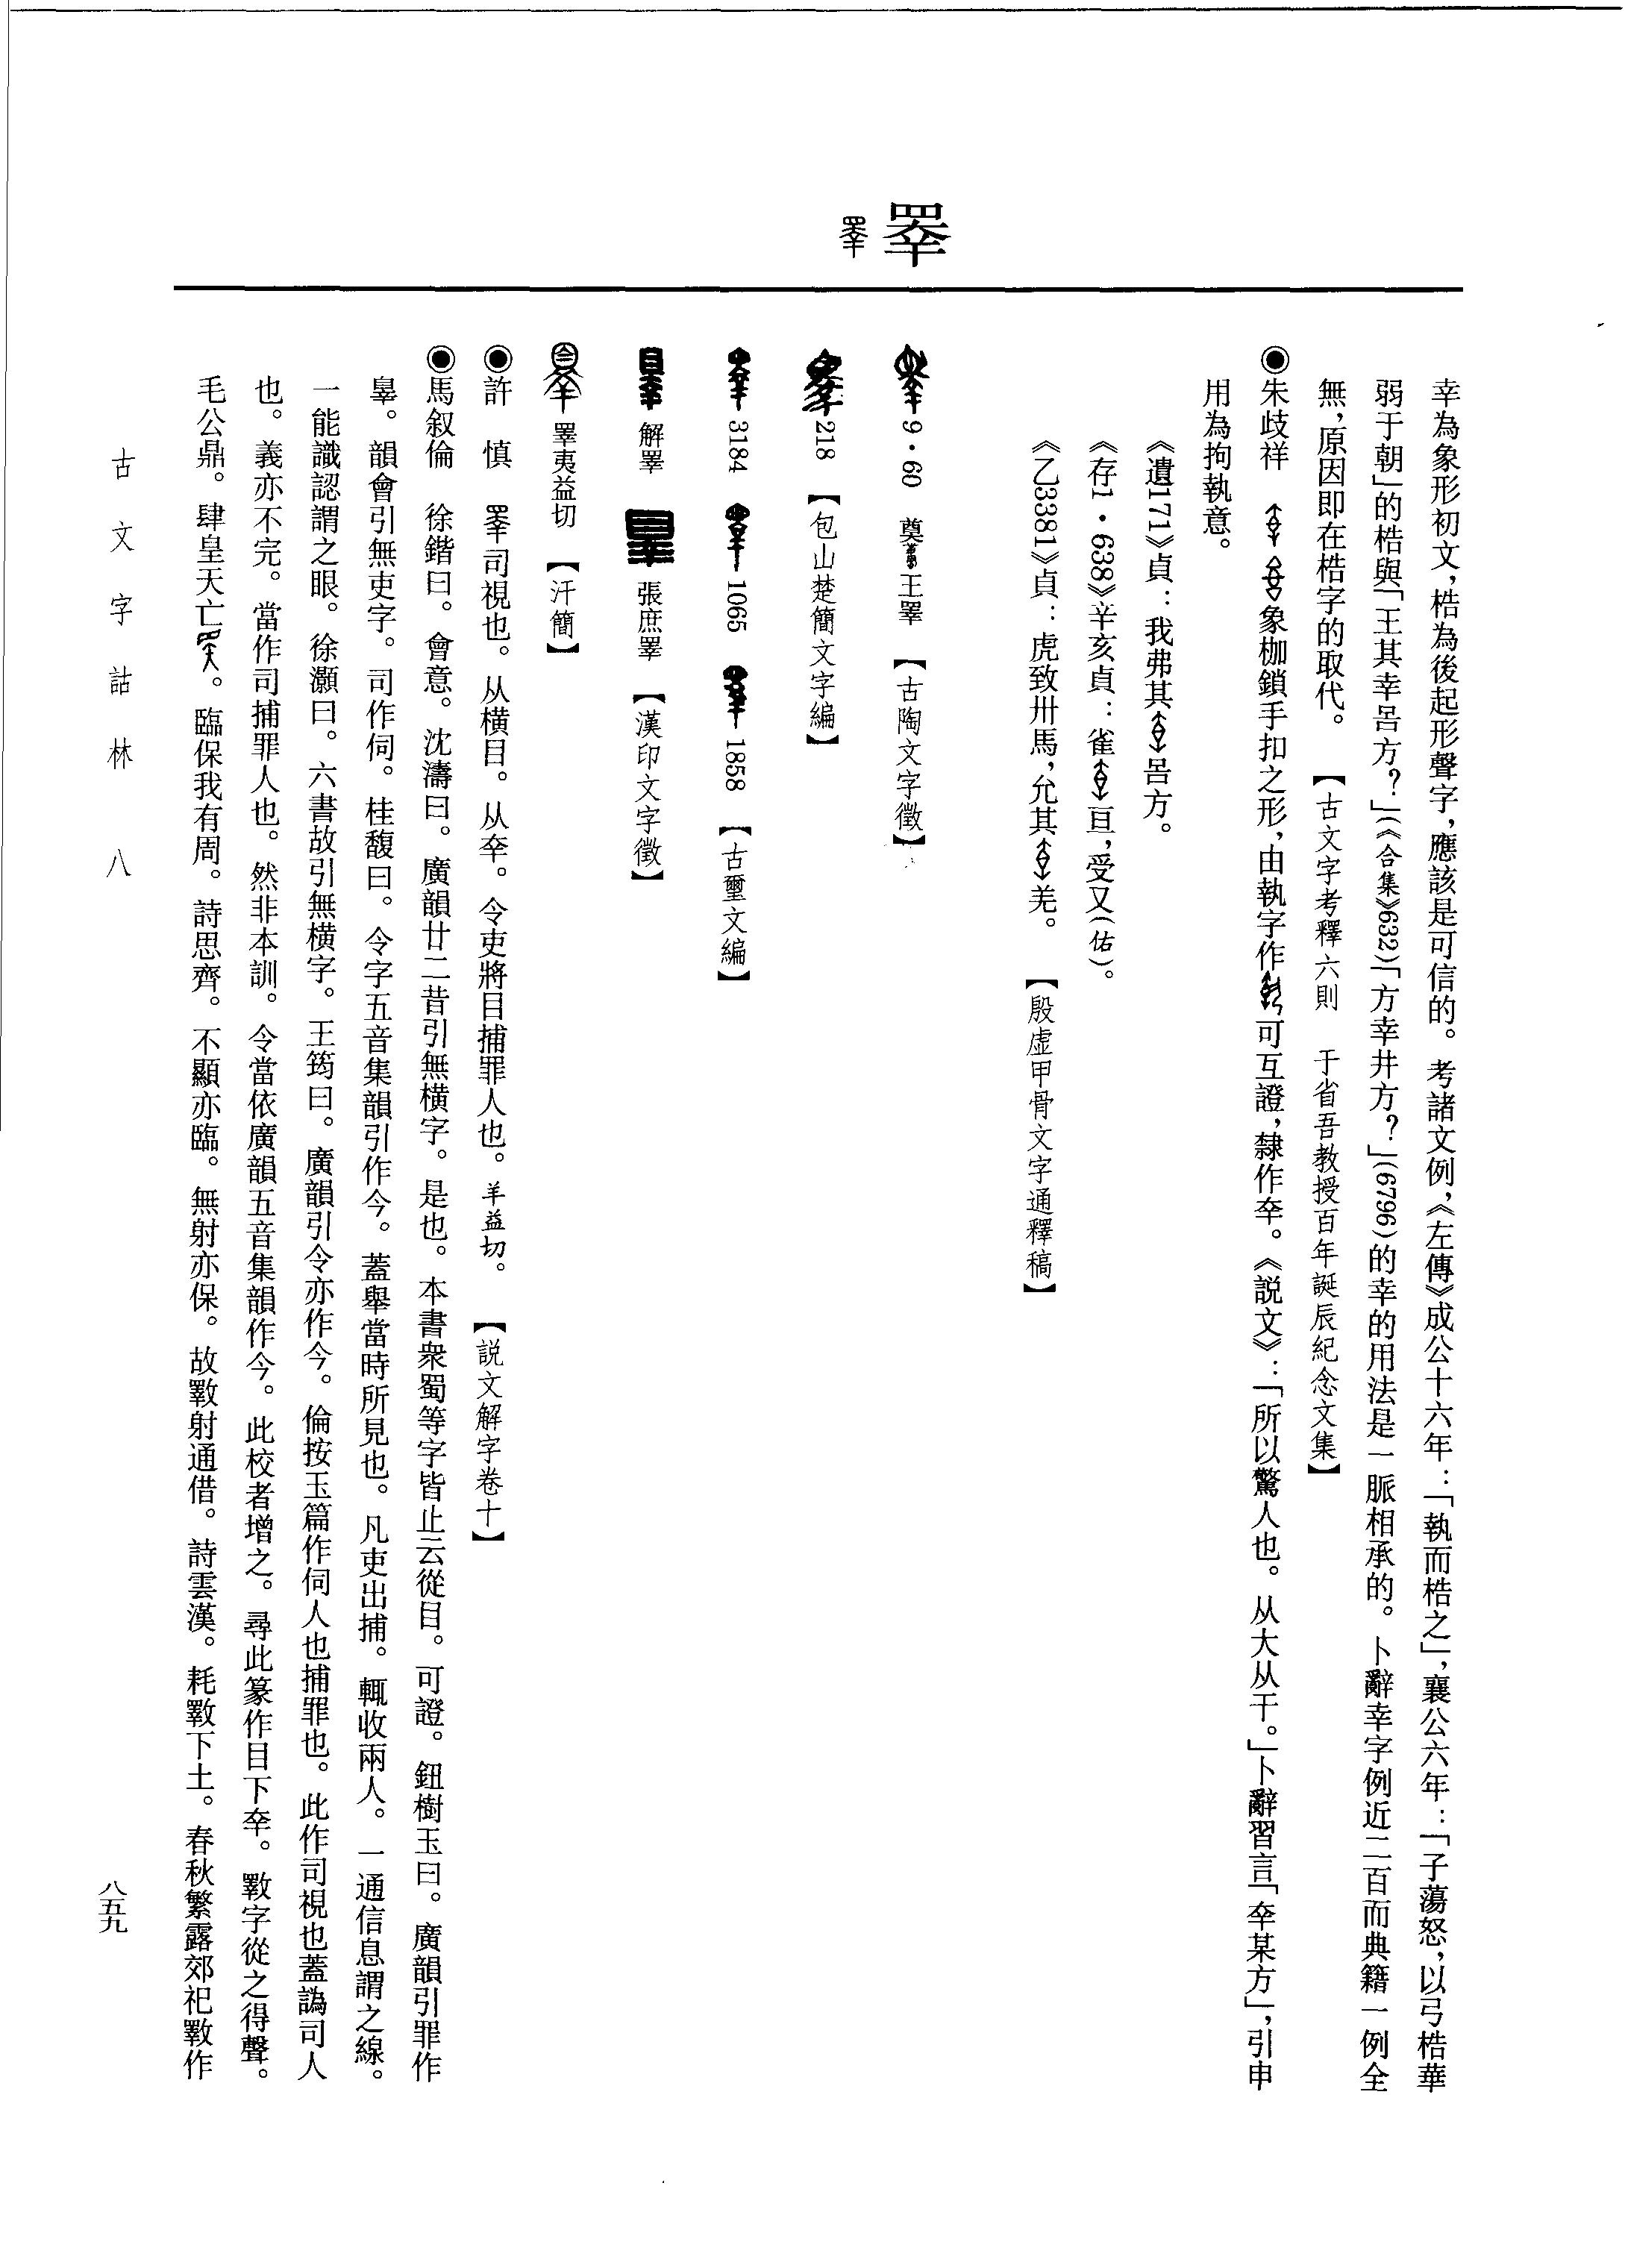 睪
幸為象形初文，梏為後起形聲字，應該是可信的。考諸文例，《左傳》成公十六年：「執而梏之」，襄公六年：「子蕩怒，以弓梏華
弱于朝」的梏與「王其幸呂方？」（《合集》632）「方幸井方？」（6796）的幸的用法是一脈相承的。卜辭幸字例近二百而典籍一例全
無，原因即在梏字的取代。 【古文字考釋六則 于省吾教授百年誕辰紀念文集】
◉朱歧祥 象枷鎖手扣之形，由執字作可互證，隸作㚔。《説文》：「所以驚人也。从大从干。」卜辭習言「㚔某方」，引申
用為拘執意。
《遺171》貞：我弗其呂方。
《存1・638》辛亥貞：雀亘，受又（佑）。
《乙3381》貞：虎致卅馬，允其羌。 【殷虛甲骨文字通釋稿】
9・60 王睪 【古陶文字徵】
218 【包山楚簡文字編】
3184 1065 1858 【古璽文編】
解睪 張庶睪 【漢印文字徵】
睪夷益切 【汗簡】
◉許 慎 睪司視也。从橫目。从㚔。令吏將目捕罪人也。羊益切。 【説文解字卷十】
◉馬叙倫 徐鍇曰。會意。沈濤曰。廣韻廿二昔引無橫字。是也。本書衆蜀等字皆止云從目。可證。鈕樹玉曰。廣韻引罪作
辠。韻會引無吏字。司作伺。桂馥曰。令字五音集韻引作今。蓋舉當時所見也。凡吏出捕。輒收兩人。一通信息謂之線。
一能識認謂之眼。徐灝曰。六書故引無橫字。王筠曰。廣韻引令亦作今。倫按玉篇作伺人也捕罪也。此作司視也蓋譌司人
也。義亦不完。當作司捕罪人也。然非本訓。令當依廣韻五音集韻作今。此校者增之。尋此篆作目下㚔。斁字從之得聲。
毛公鼎。肆皇天亡。臨保我有周。詩思齊。不顯亦臨。無射亦保。故斁射通借。詩雲漢。耗斁下土。春秋繁露郊祀斁作
古文字詁林 八
八五九